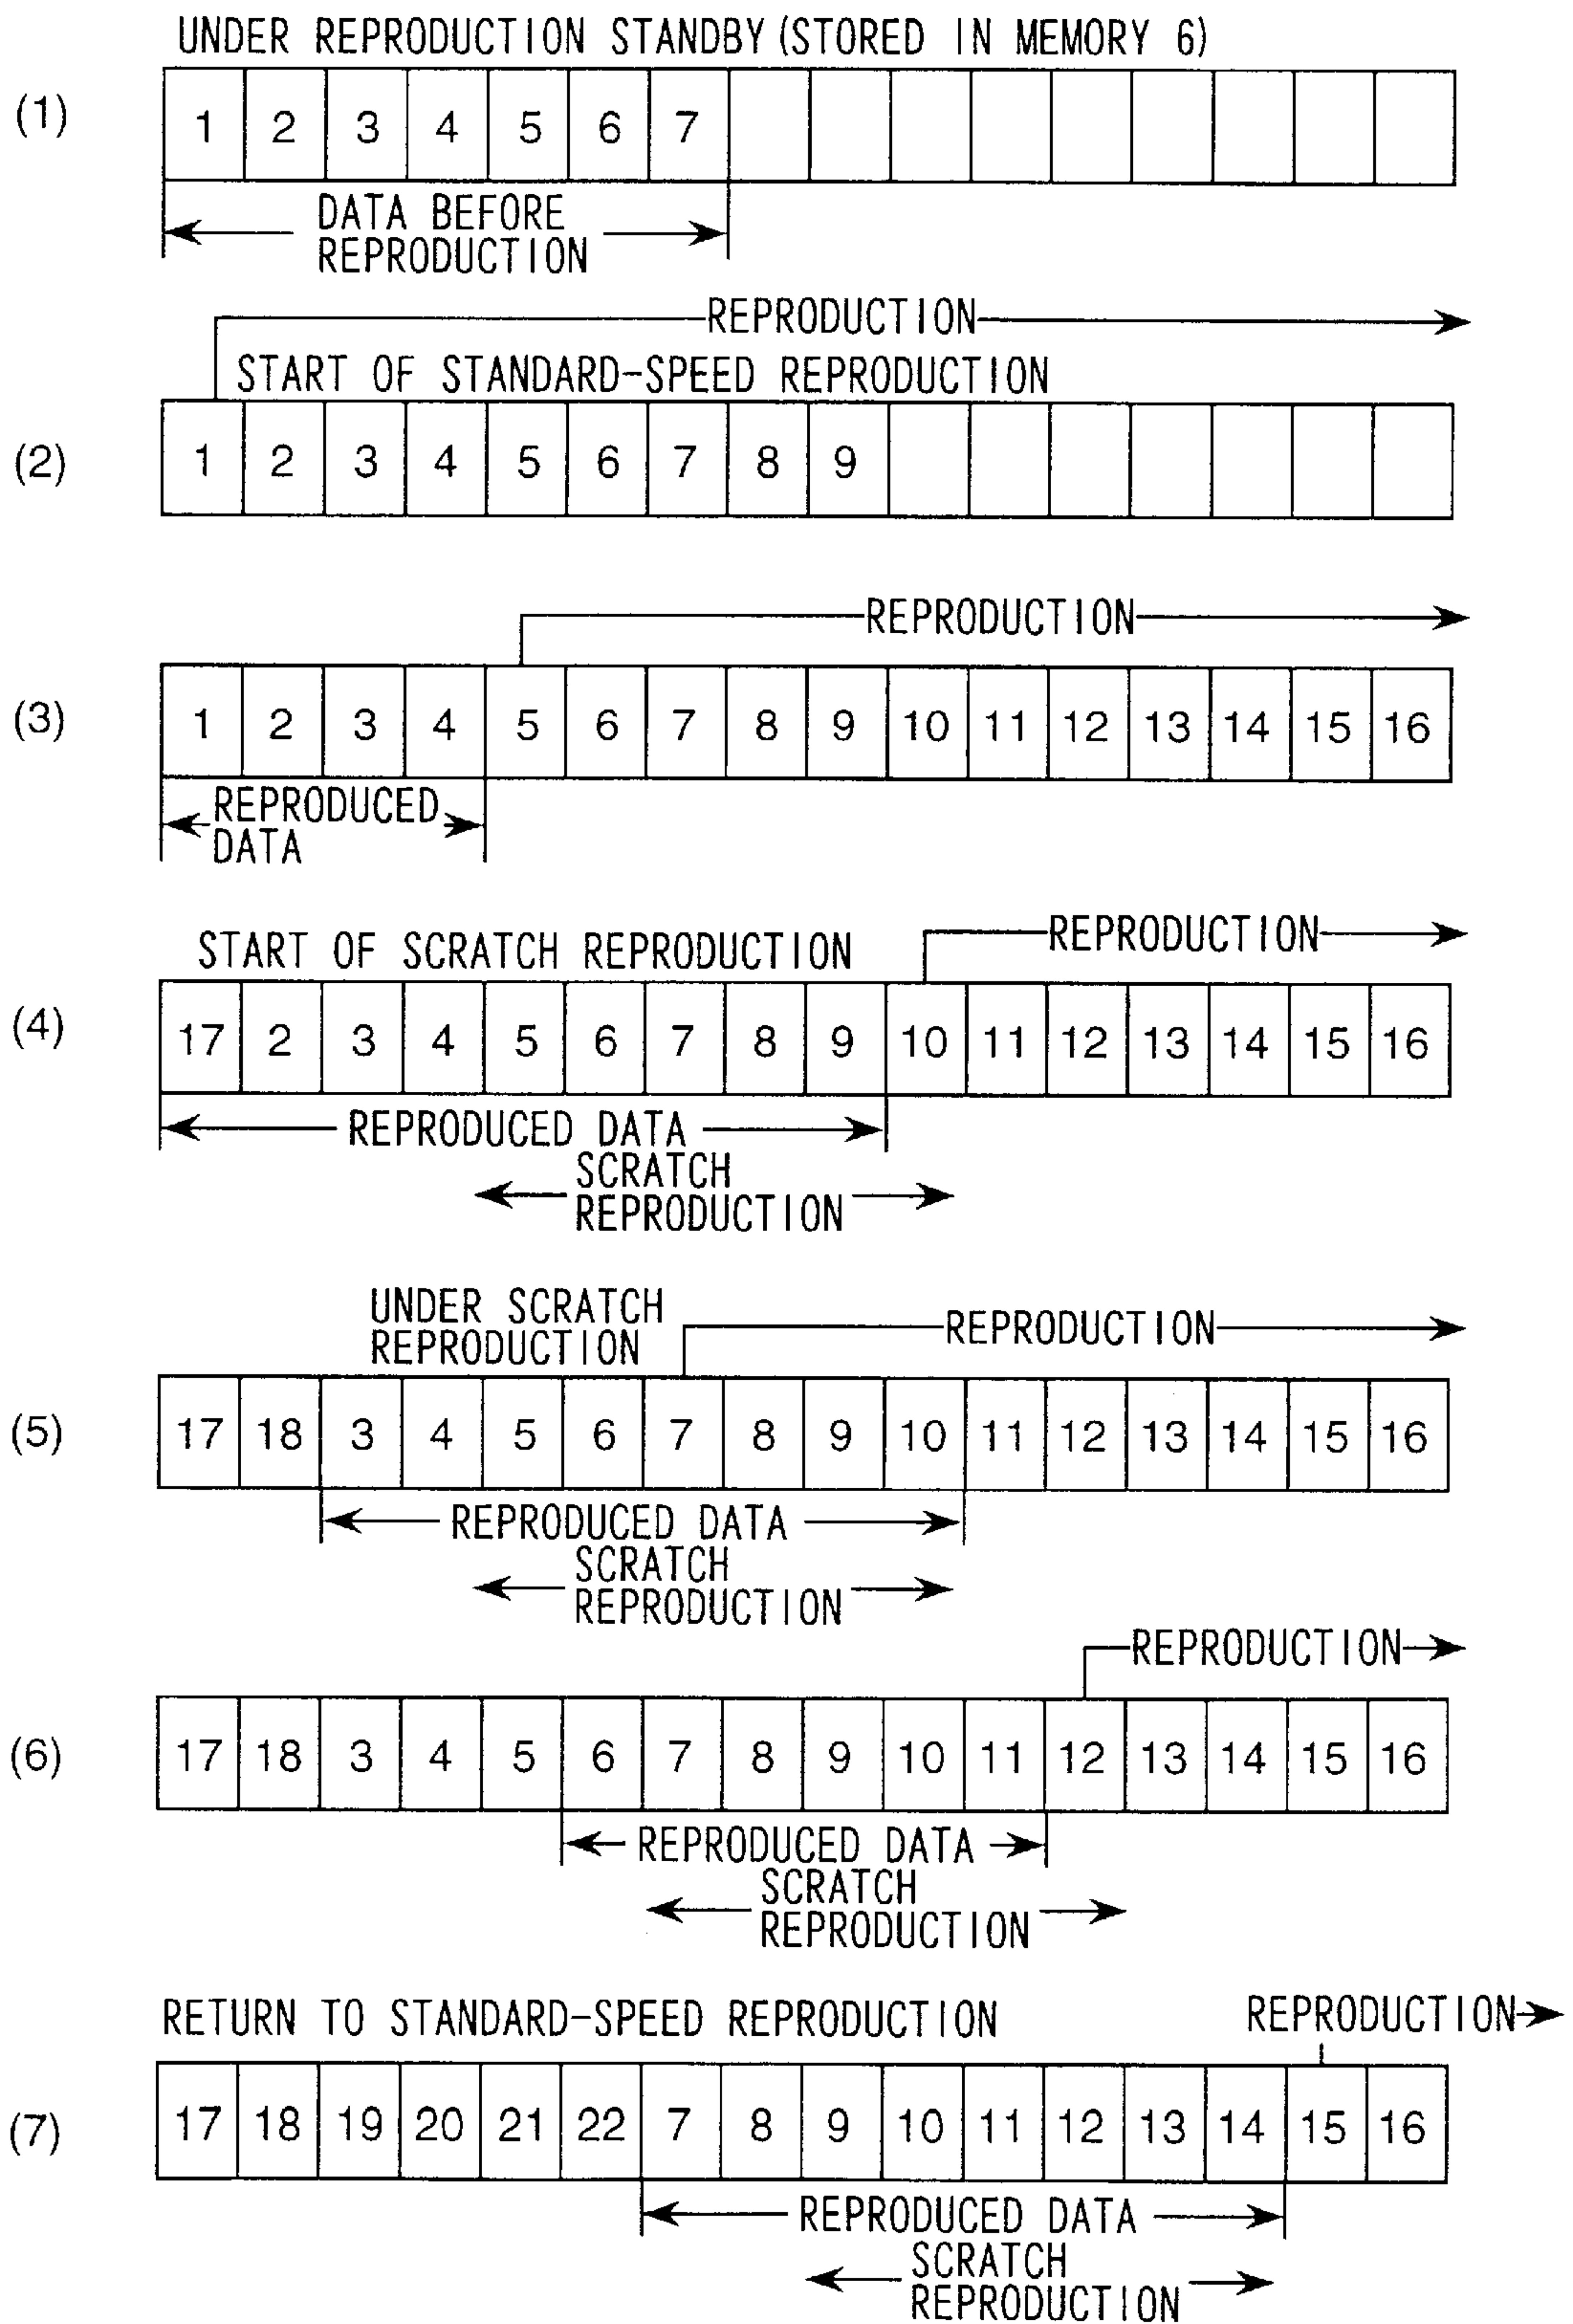 UNDER REPRODUCTION STANDBY (STORED IN MEMORY 6)
(1) 1 2 3 4 5 6 7
DATA BEFORE
REPRODUCTION
REPRODUCTION
START OF STANDARD-SPEED REPRODUCTION
(2) 1 2 3 4 5 6 7 8 9
REPRODUCTION
(3) 1 2 3 4 5 6 7 8 9 10 11 12 13 14 15 16
REPRODUCED
DATA
REPRODUCTION
START OF SCRATCH REPRODUCTION
(4) 17 2 3 4 5 6 7 8 9 10 11 12 13 14 15 16
REPRODUCED DATA
SCRATCH
REPRODUCTION
UNDER SCRATCH
REPRODUCTION
REPRODUCTION
(5) 17 18 3 4 5 6 7 8 9 10 11 12 13 14 15 16
REPRODUCED DATA
SCRATCH
REPRODUCTION
REPRODUCTION
(6) 17 18 3 4 5 6 7 8 9 10 11 12 13 14 15 16
REPRODUCED DATA
SCRATCH
REPRODUCTION
RETURN TO STANDARD-SPEED REPRODUCTION
REPRODUCTION
(7) 17 18 19 20 21 22 7 8 9 10 11 12 13 14 15 16
REPRODUCED DATA
SCRATCH
REPRODUCTION